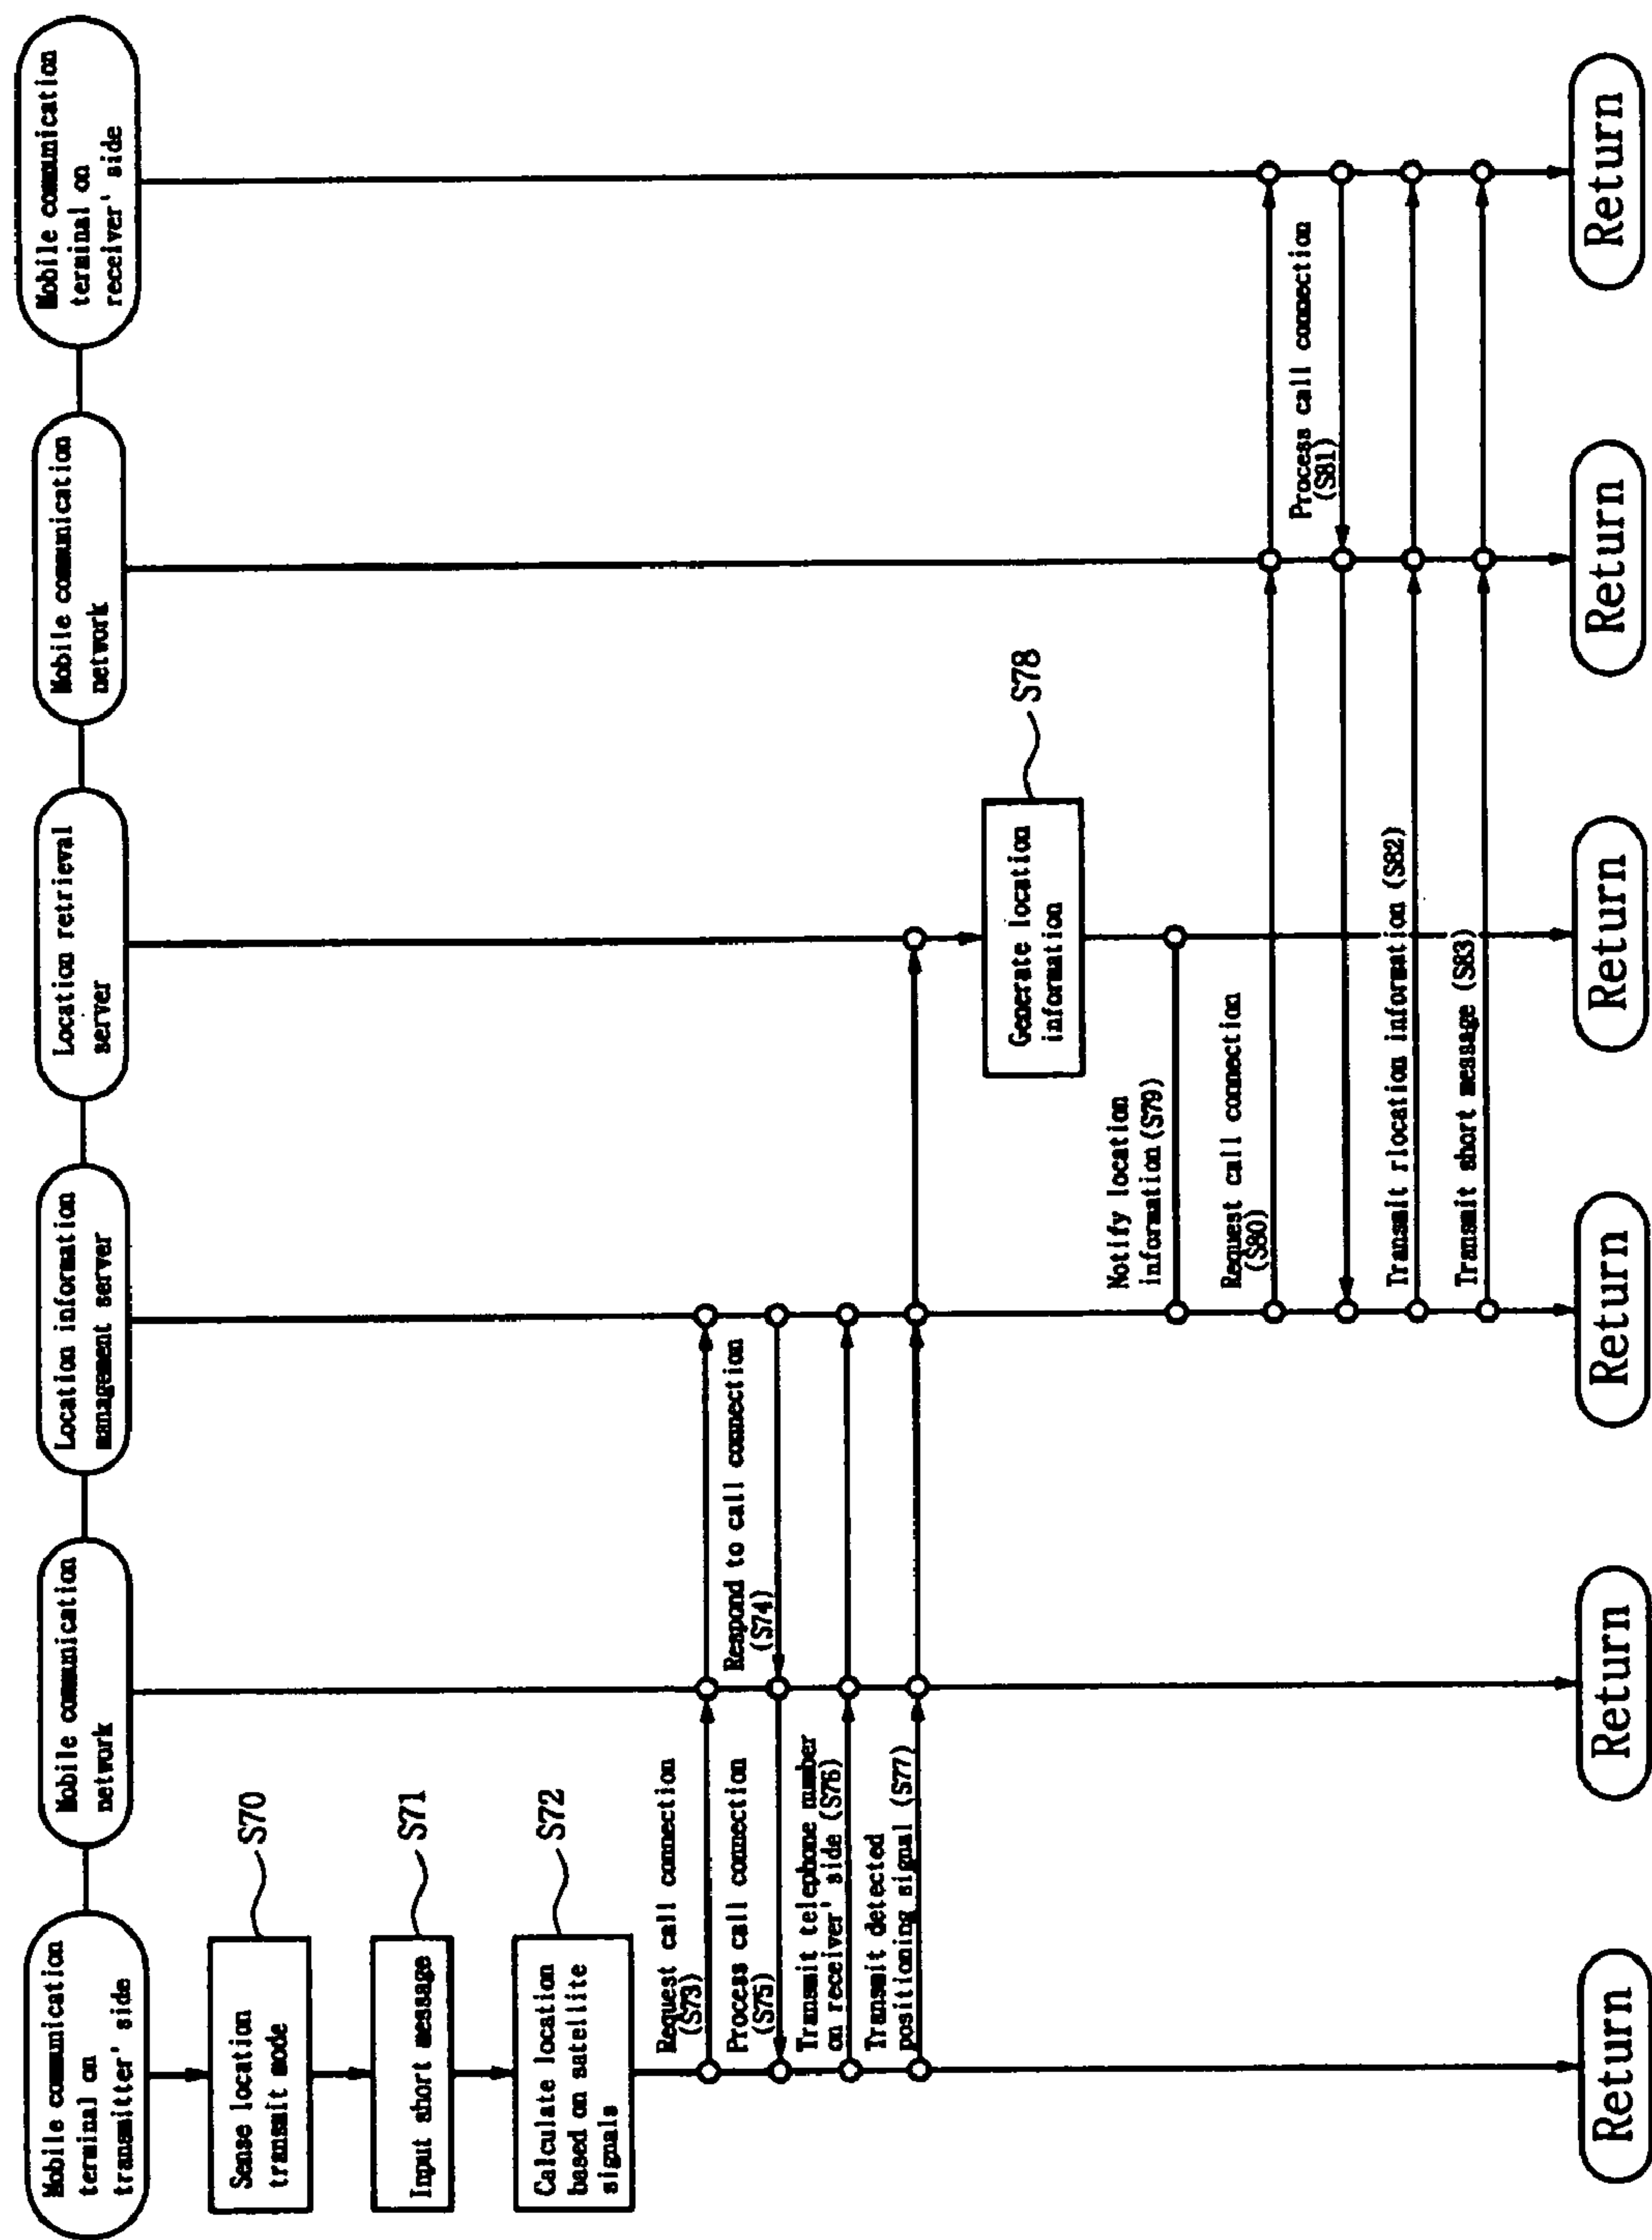 Mobile communication
terminal on
transmitter' side
Mobile communication
network
Location information
management server
Location retrieval
server
Mobile communication
network
Mobile communication
terminal on
receiver' side
Sense location
transmit mode
S70
Input short message
S71
Calculate location
based on satellite
signals
S72
Request call connection
(S73)
Respond to call connection
(S74)
Process call connection
(S75)
Transmit telephone number
on receiver' side (S76)
Transmit detected
positioning signal (S77)
Generate location
information
S78
Notify location
information (S79)
Request call connection
(S80)
Process call connection
(S81)
Transmit rlocation information (S82)
Transmit short message (S83)
Return
Return
Return
Return
Return
Return